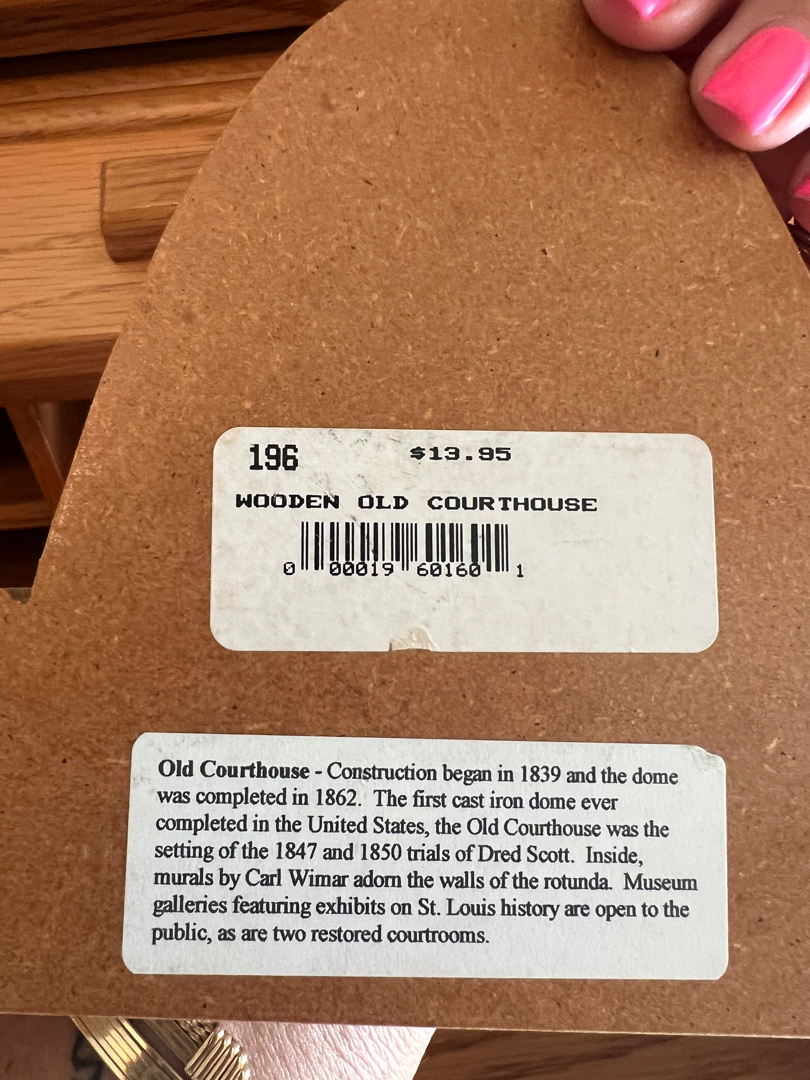 196 $13.95
WOODEN OLD COURTHOUSE
0 00019 60160 1
Old Courthouse - Construction began in 1839 and the dome
was completed in 1862. The first cast iron dome ever
completed in the United States, the Old Courthouse was the
setting of the 1847 and 1850 trials of Dred Scott. Inside,
murals by Carl Wimar adorn the walls of the rotunda. Museum
galleries featuring exhibits on St. Louis history are open to the
public, as are two restored courtrooms.